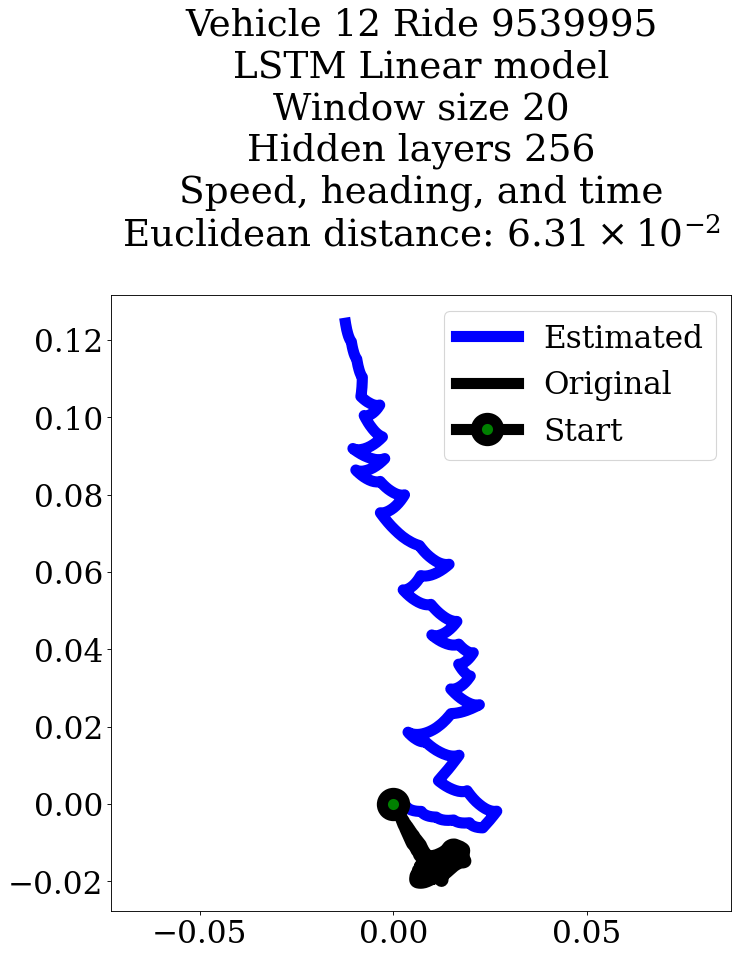 Vehicle 12 Ride 9539995
LSTM Linear model
Window size 20
Hidden layers 256
Speed, heading, and time
Euclidean distance: 6.31 × 10⁻²
Estimated
Original
Start
0.12
0.10
0.08
0.06
0.04
0.02
0.00
−0.02
−0.05 0.00 0.05